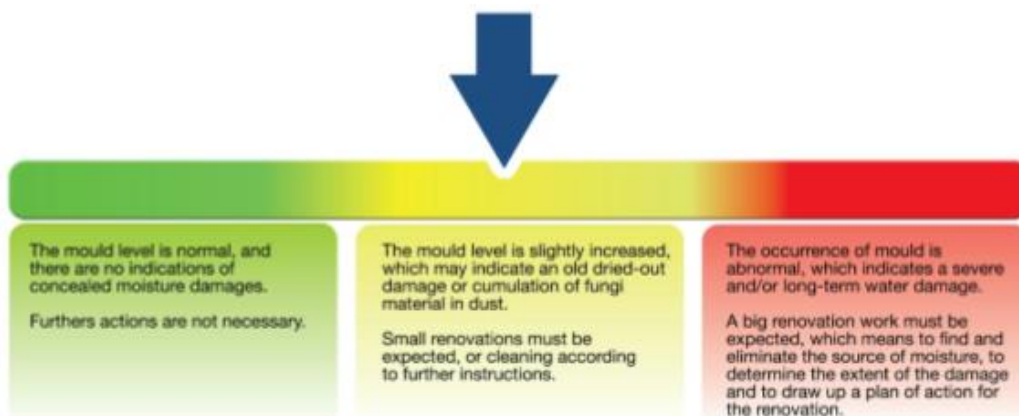 The mould level is normal, and
there are no indications of
concealed moisture damages.
Furthers actions are not necessary.
The mould level is slightly increased,
which may indicate an old dried-out
damage or cumulation of fungi
material in dust.
Small renovations must be
expected, or cleaning according
to further instructions.
The occurrence of mould is
abnormal, which indicates a severe
and/or long-term water damage.
A big renovation work must be
expected, which means to find and
eliminate the source of moisture, to
determine the extent of the damage
and to draw up a plan of action for
the renovation.